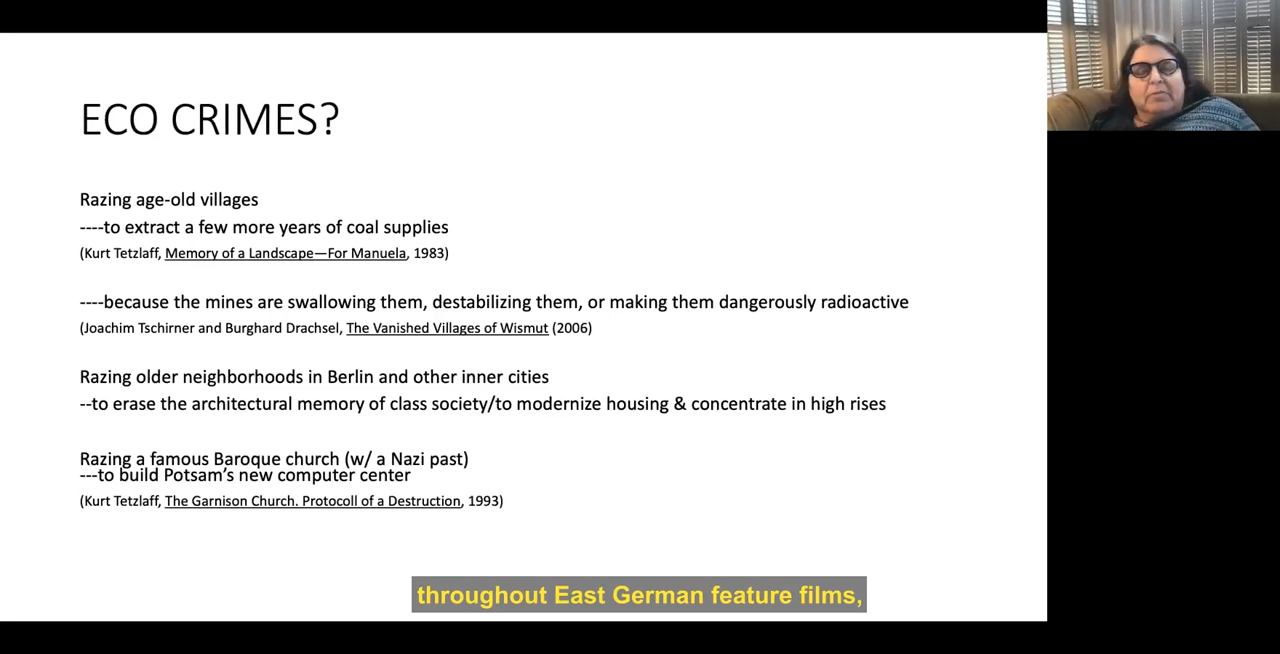 ECO CRIMES?
Razing age-old villages
----to extract a few more years of coal supplies
(Kurt Tetzlaff, Memory of a Landscape—For Manuela, 1983)
----because the mines are swallowing them, destabilizing them, or making them dangerously radioactive
(Joachim Tschirner and Burghard Drachsel, The Vanished Villages of Wismut (2006)
Razing older neighborhoods in Berlin and other inner cities
--to erase the architectural memory of class society/to modernize housing & concentrate in high rises
Razing a famous Baroque church (w/ a Nazi past)
---to build Potsam’s new computer center
(Kurt Tetzlaff, The Garnison Church. Protocoll of a Destruction, 1993)
throughout East German feature films,